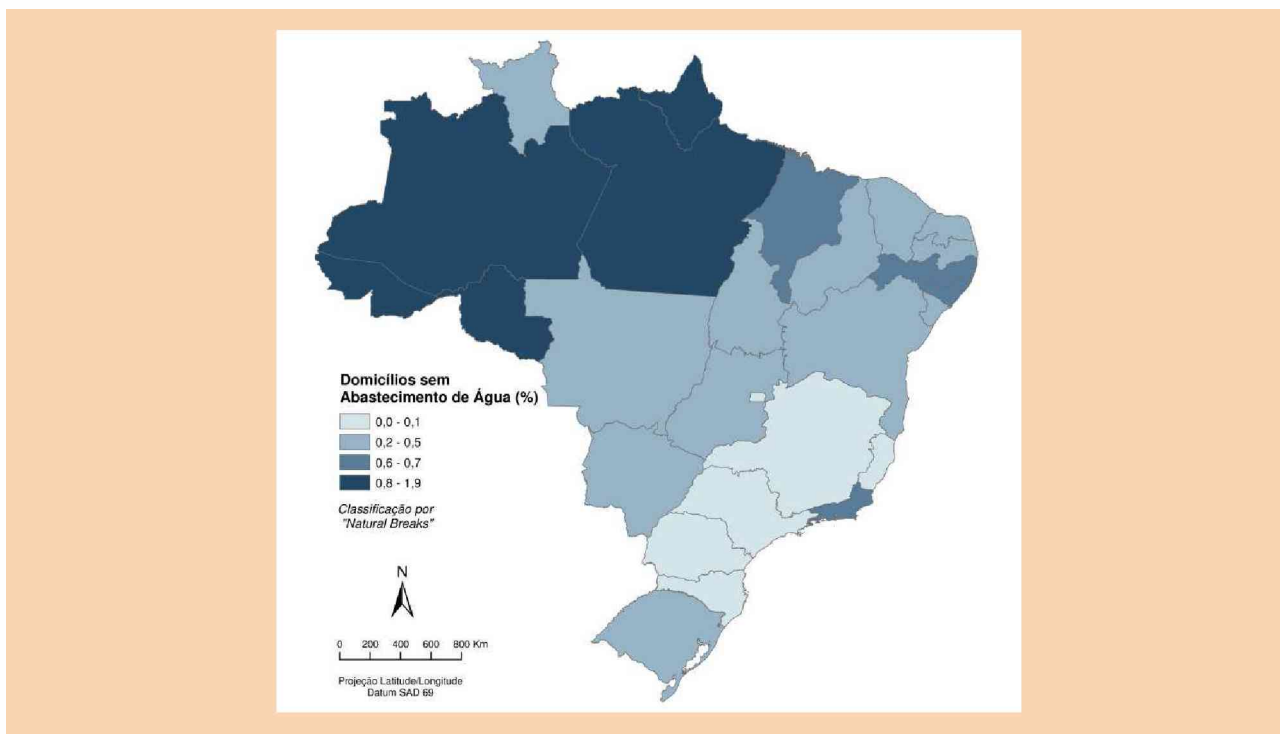 Domicílios sem
Abastecimento de Água (%)
0,0 - 0,1
0,2 - 0,5
0,6 - 0,7
0,8 - 1,9
Classificação por
"Natural Breaks"
N
0 200 400 600 800 Km
Projeção Latitude/Longitude
Datum SAD 69